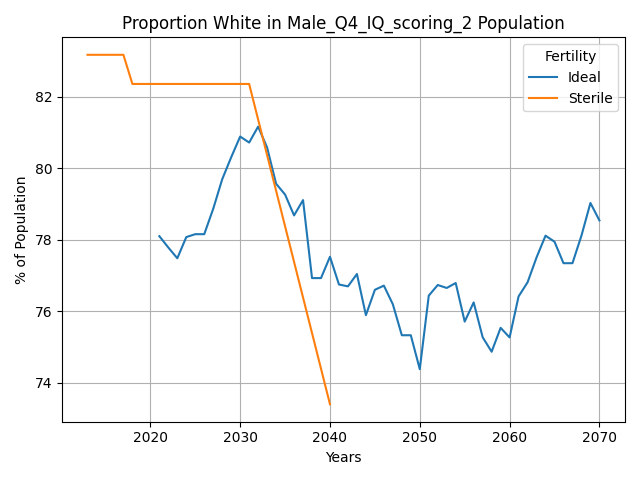 Proportion White in Male_Q4_IQ_scoring_2 Population
Fertility
Ideal
Sterile
% of Population
82
80
78
76
74
2020 2030 2040 2050 2060 2070
Years